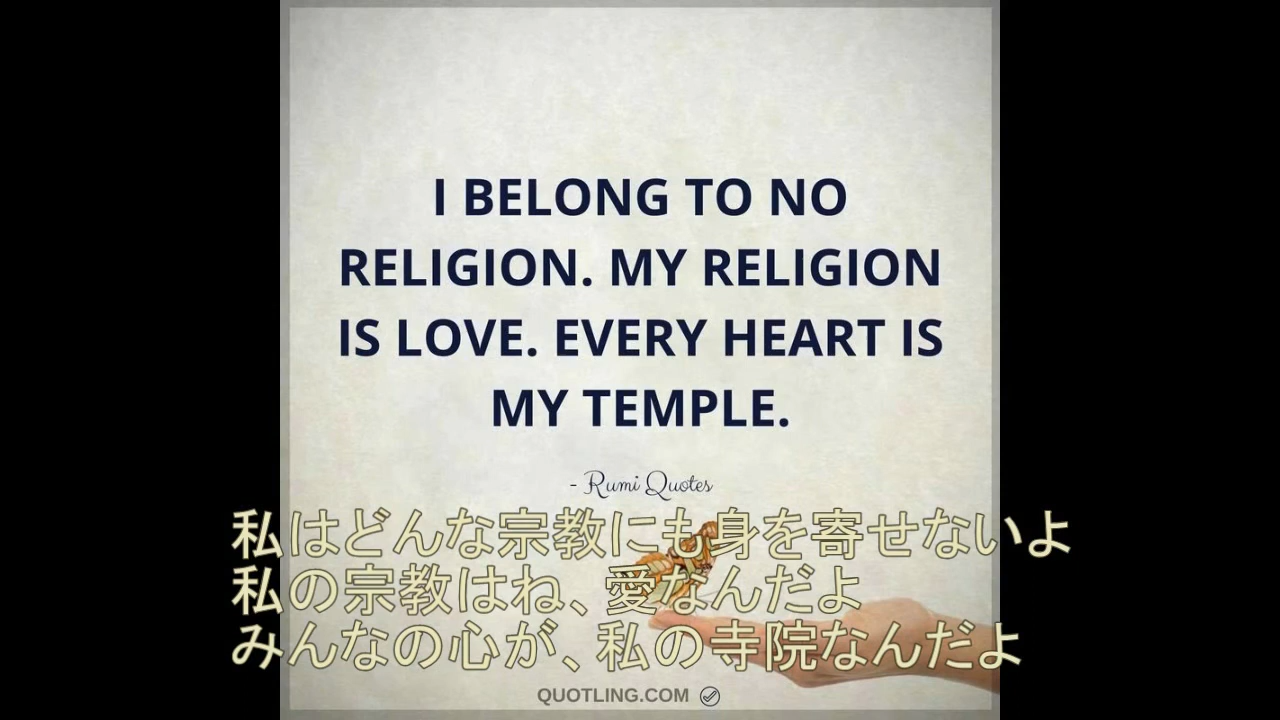 I BELONG TO NO
RELIGION. MY RELIGION
IS LOVE. EVERY HEART IS
MY TEMPLE.
- Rumi Quotes
私はどんな宗教にも身を寄せないよ
私の宗教はね、愛なんだよ
みんなの心が、私の寺院なんだよ
QUOTLING.COM